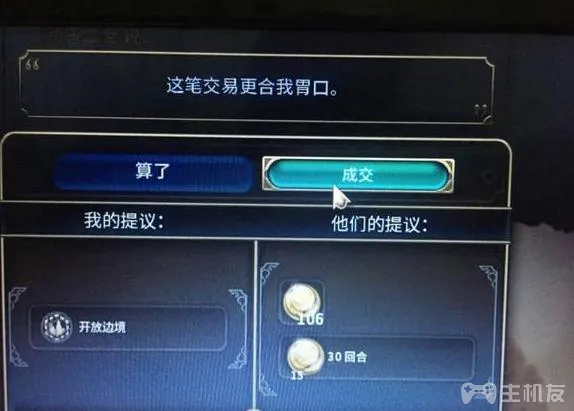 这笔交易更合我胃口。
算了
成交
我的提议:
他们的提议:
开放边境
106
30 回合
15
主机友